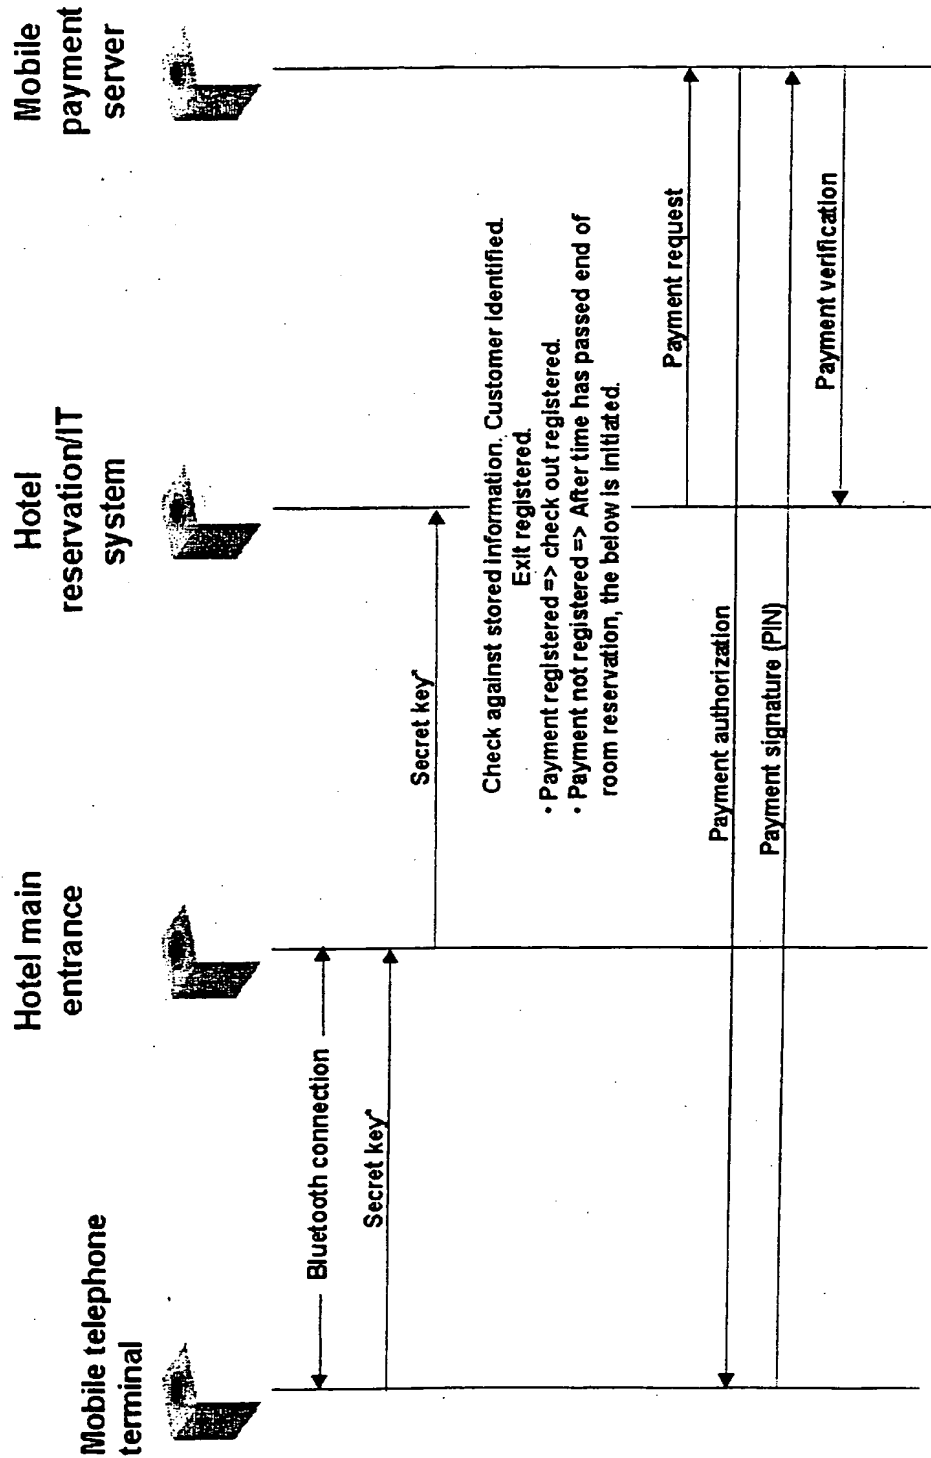 Mobile telephone
terminal
Hotel main
entrance
Hotel
reservation/IT
system
Mobile
payment
server
Bluetooth connection
Secret key*
Secret key*
Check against stored information. Customer identified.
Exit registered.
• Payment registered => check out registered.
• Payment not registered => After time has passed end of
room reservation, the below is initiated.
Payment request
Payment authorization
Payment signature (PIN)
Payment verification